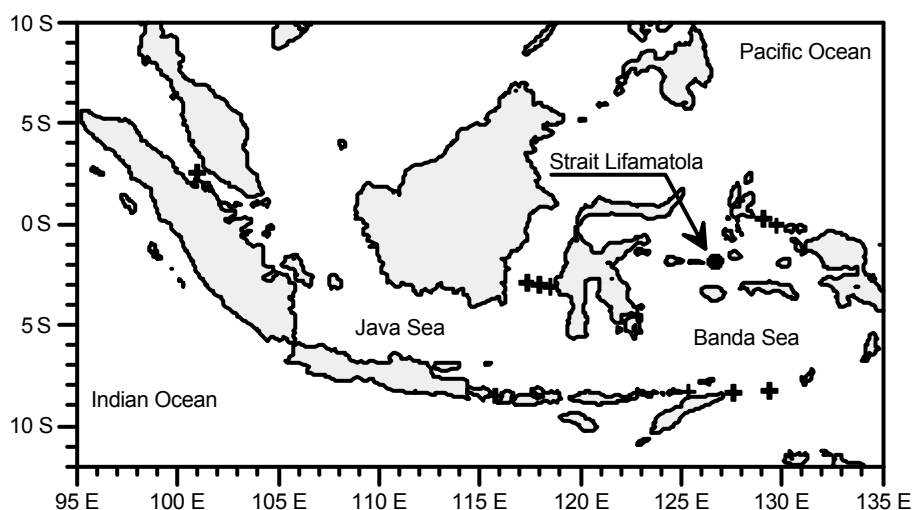 10 S
Pacific Ocean
5 S
Strait Lifamatola
0 S
5 S
Java Sea
Banda Sea
Indian Ocean
10 S
95 E 100 E 105 E 110 E 115 E 120 E 125 E 130 E 135 E